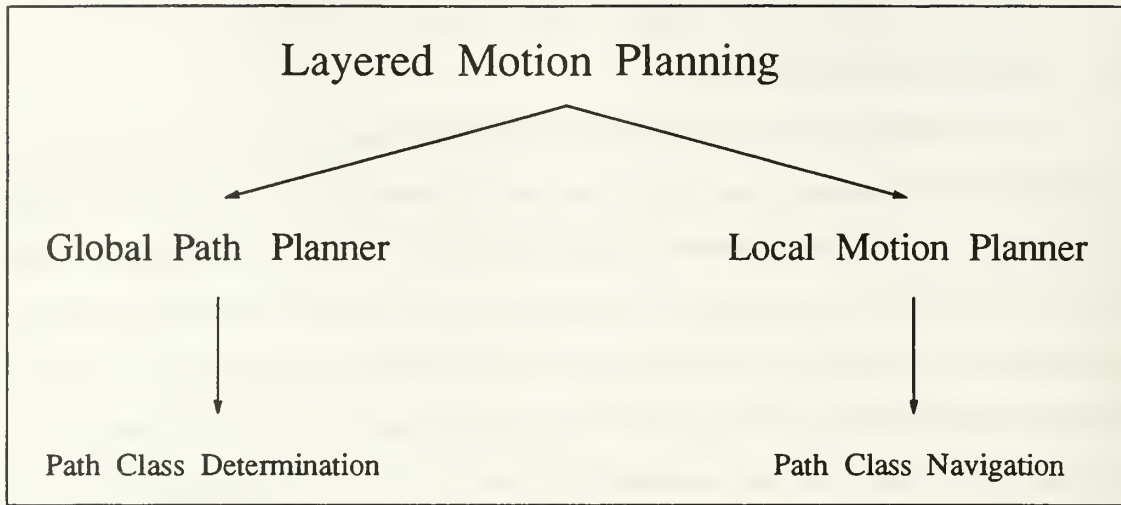 Layered Motion Planning
Global Path Planner
Local Motion Planner
Path Class Determination
Path Class Navigation